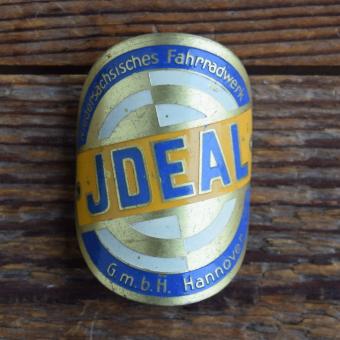 Niedersächsisches Fahrradwerk
JDEAL
G.m.b.H. Hannover